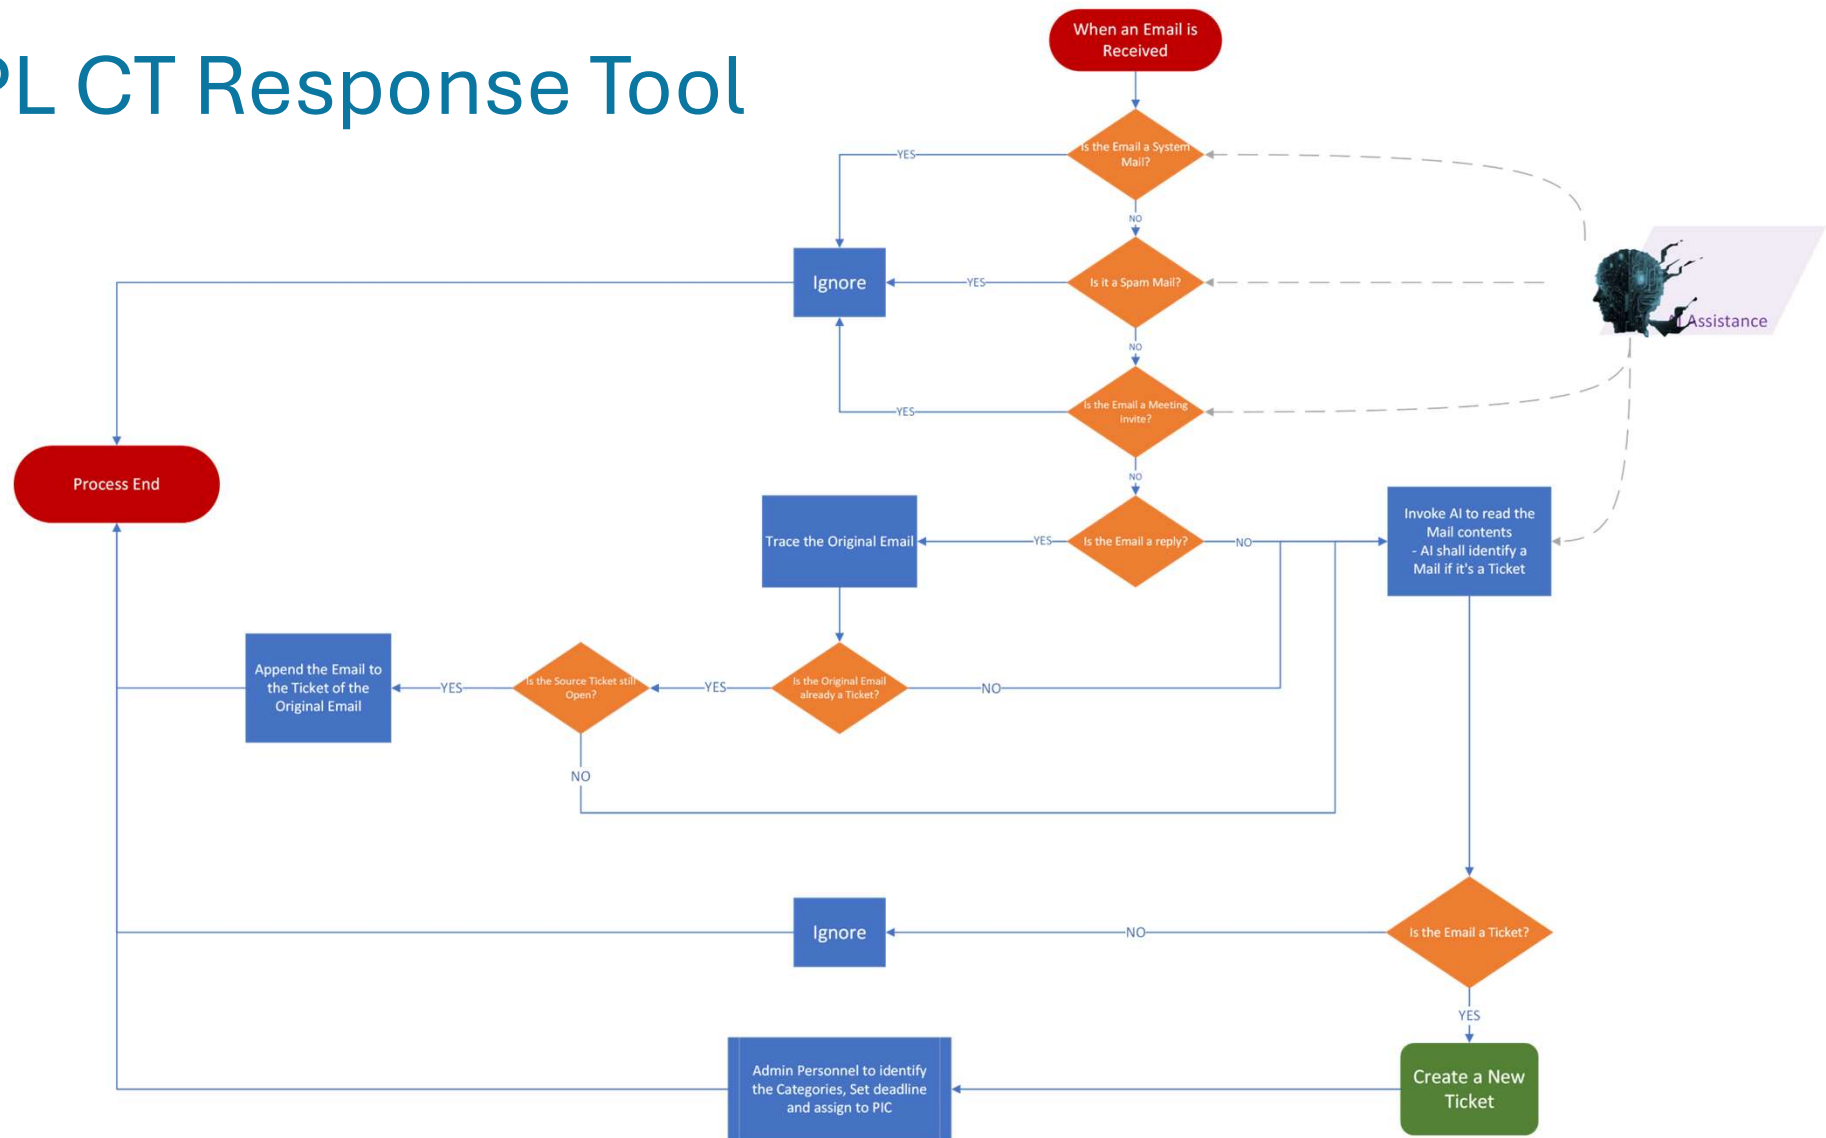 PL CT Response Tool
When an Email is
Received
Is the Email a System
Mail?
YES
NO
Ignore
YES
Is it a Spam Mail?
AI Assistance
NO
YES
Is the Email a Meeting
invite?
NO
Process End
Trace the Original Email
YES
Is the Email a reply?
NO
Invoke AI to read the
Mail contents
- AI shall identify a
Mail if it's a Ticket
Append the Email to
the Ticket of the
Original Email
YES
Is the Source Ticket still
Open?
YES
Is the Original Email
already a Ticket?
NO
NO
Ignore
NO
Is the Email a Ticket?
YES
Admin Personnel to identify
the Categories, Set deadline
and assign to PIC
Create a New
Ticket